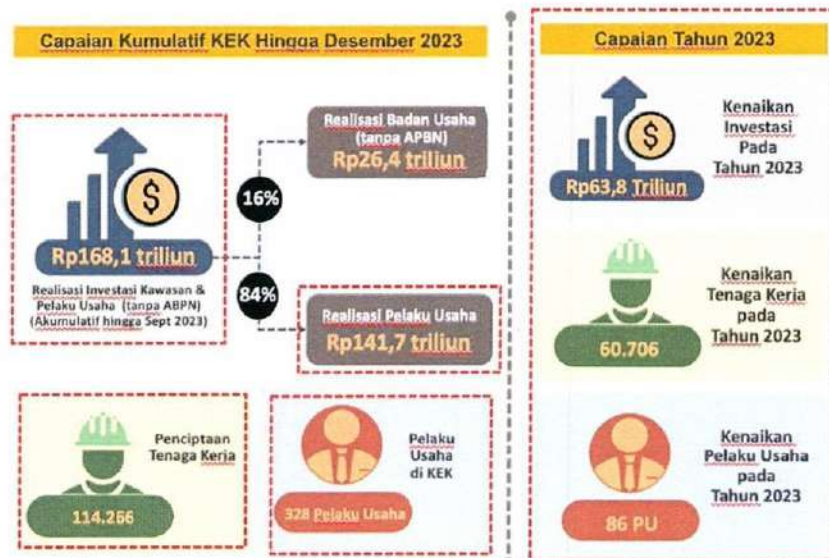 Capaian Kumulatif KEK Hingga Desember 2023
Rp168,1 triliun
Realisasi Investasi Kawasan &
Pelaku Usaha (tanpa ABPN)
(Akumulatif hingga Sept 2023)
16%
84%
Realisasi Badan Usaha
(tanpa APBN)
Rp26,4 triliun
Realisasi Pelaku Usaha
Rp141,7 triliun
Penciptaan
Tenaga Kerja
114.266
Pelaku
Usaha
di KEK
328 Pelaku Usaha
Capaian Tahun 2023
Kenaikan
Investasi
Pada
Tahun 2023
Rp63,8 Triliun
Kenaikan
Tenaga Kerja
pada
Tahun 2023
60.706
Kenaikan
Pelaku Usaha
pada
Tahun 2023
86 PU